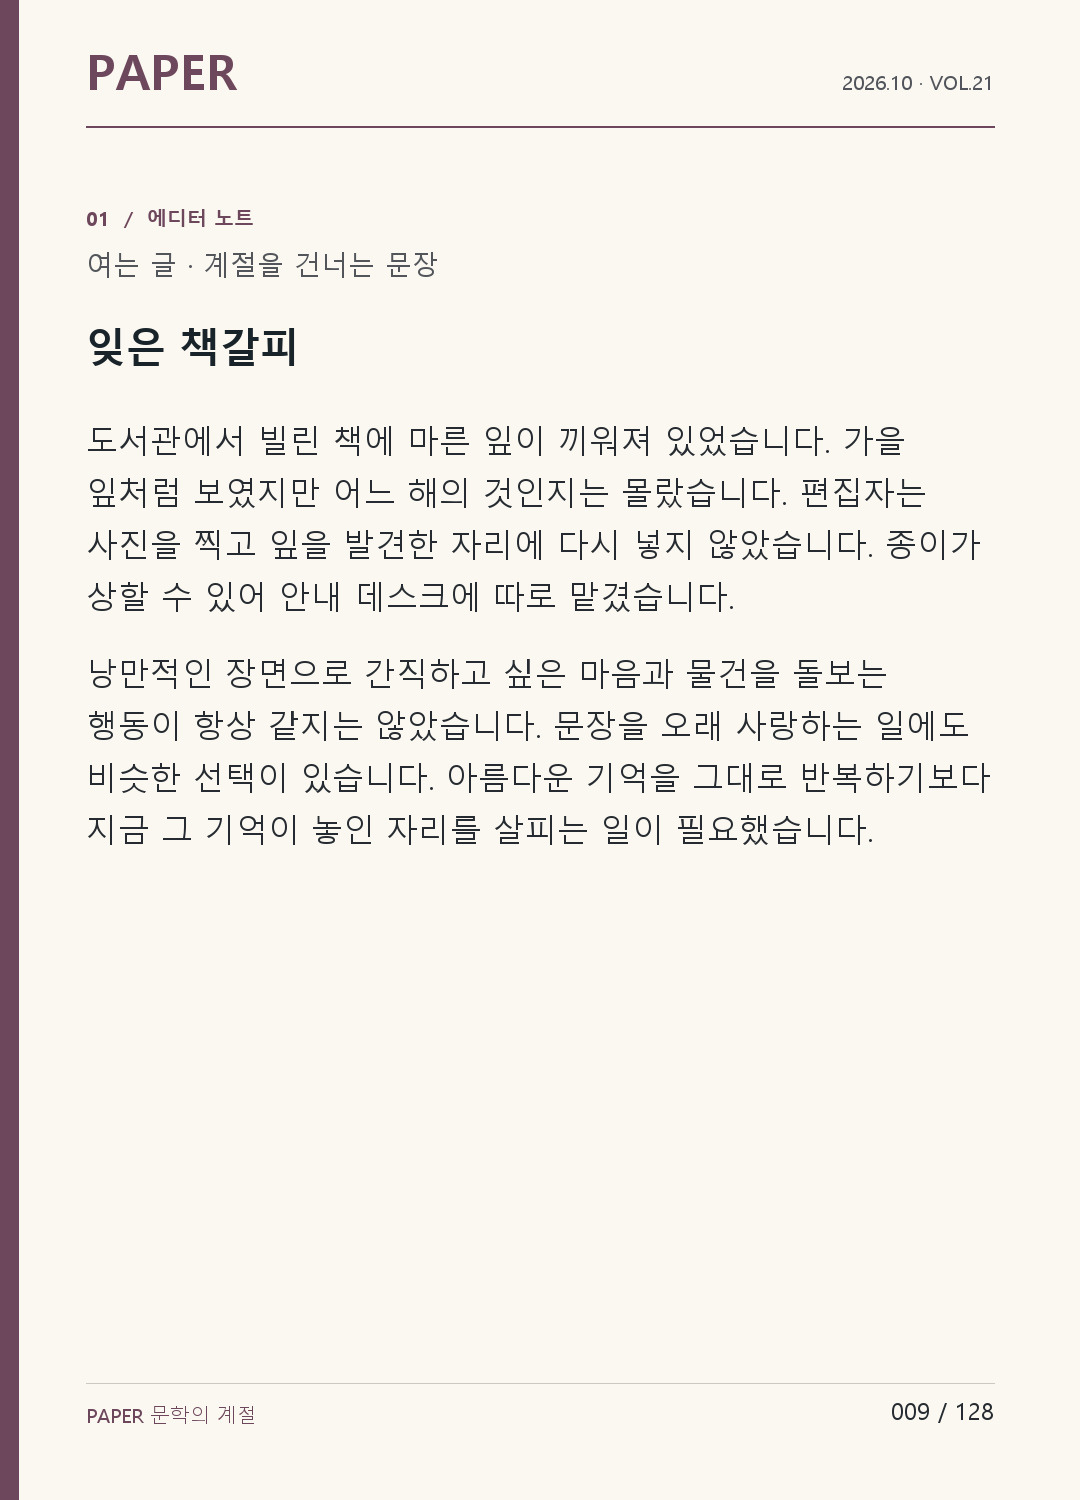 PAPER
2026.10 · VOL.21
01 / 에디터 노트
여는 글 · 계절을 건너는 문장
잊은 책갈피
도서관에서 빌린 책에 마른 잎이 끼워져 있었습니다. 가을
잎처럼 보였지만 어느 해의 것인지는 몰랐습니다. 편집자는
사진을 찍고 잎을 발견한 자리에 다시 넣지 않았습니다. 종이가
상할 수 있어 안내 데스크에 따로 맡겼습니다.
낭만적인 장면으로 간직하고 싶은 마음과 물건을 돌보는
행동이 항상 같지는 않았습니다. 문장을 오래 사랑하는 일에도
비슷한 선택이 있습니다. 아름다운 기억을 그대로 반복하기보다
지금 그 기억이 놓인 자리를 살피는 일이 필요했습니다.
PAPER 문학의 계절
009 / 128